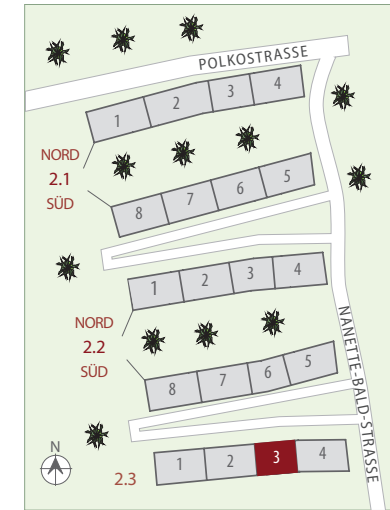 POLKOSTRASSE
1 2 3 4
NORD
2.1
SÜD
8 7 6 5
1 2 3 4
NORD
2.2
SÜD
8 7 6 5
NANETTE-BALD-STRASSE
N
2.3
1 2 3 4